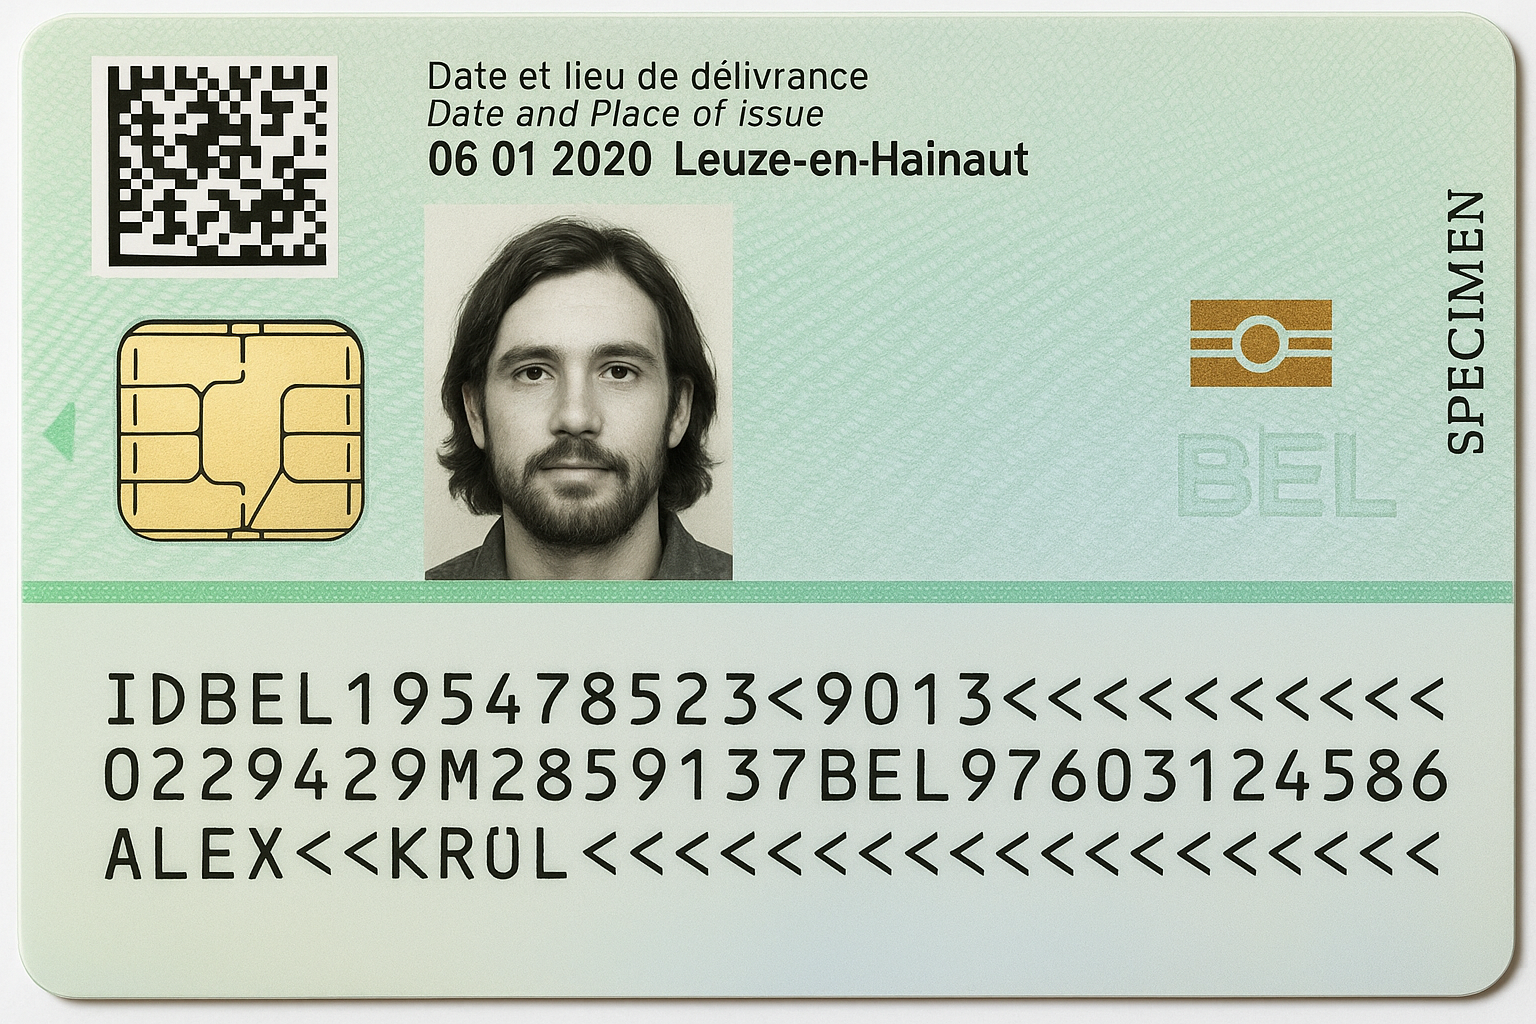 Date et lieu de délivrance
Date and Place of issue
06 01 2020 Leuze-en-Hainaut
SPECIMEN
BEL
IDBEL195478523<9013<<<<<<<<<<
0229429M2859137BEL97603124586
ALEX<<KRÜL<<<<<<<<<<<<<<<<<<<